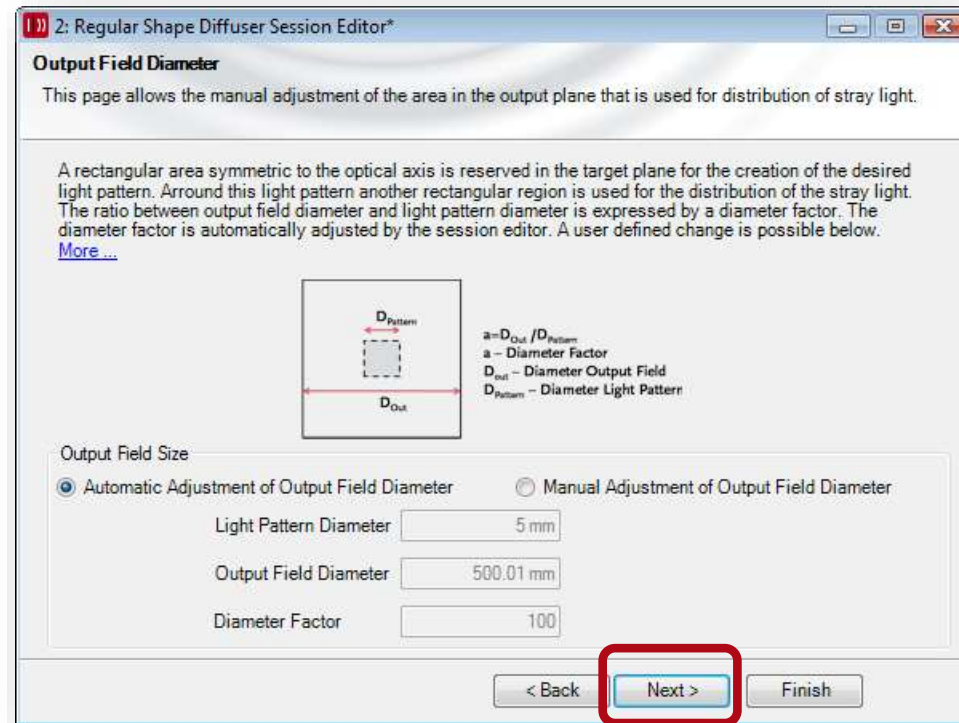 2: Regular Shape Diffuser Session Editor*
Output Field Diameter
This page allows the manual adjustment of the area in the output plane that is used for distribution of stray light.
A rectangular area symmetric to the optical axis is reserved in the target plane for the creation of the desired
light pattern. Arround this light pattern another rectangular region is used for the distribution of the stray light.
The ratio between output field diameter and light pattern diameter is expressed by a diameter factor. The
diameter factor is automatically adjusted by the session editor. A user defined change is possible below.
More ...
D_Pattern
D_Out
a=D_Out /D_Pattern
a – Diameter Factor
D_out – Diameter Output Field
D_Pattern – Diameter Light Pattern
Output Field Size
Automatic Adjustment of Output Field Diameter
Manual Adjustment of Output Field Diameter
Light Pattern Diameter 5 mm
Output Field Diameter 500.01 mm
Diameter Factor 100
< Back Next > Finish